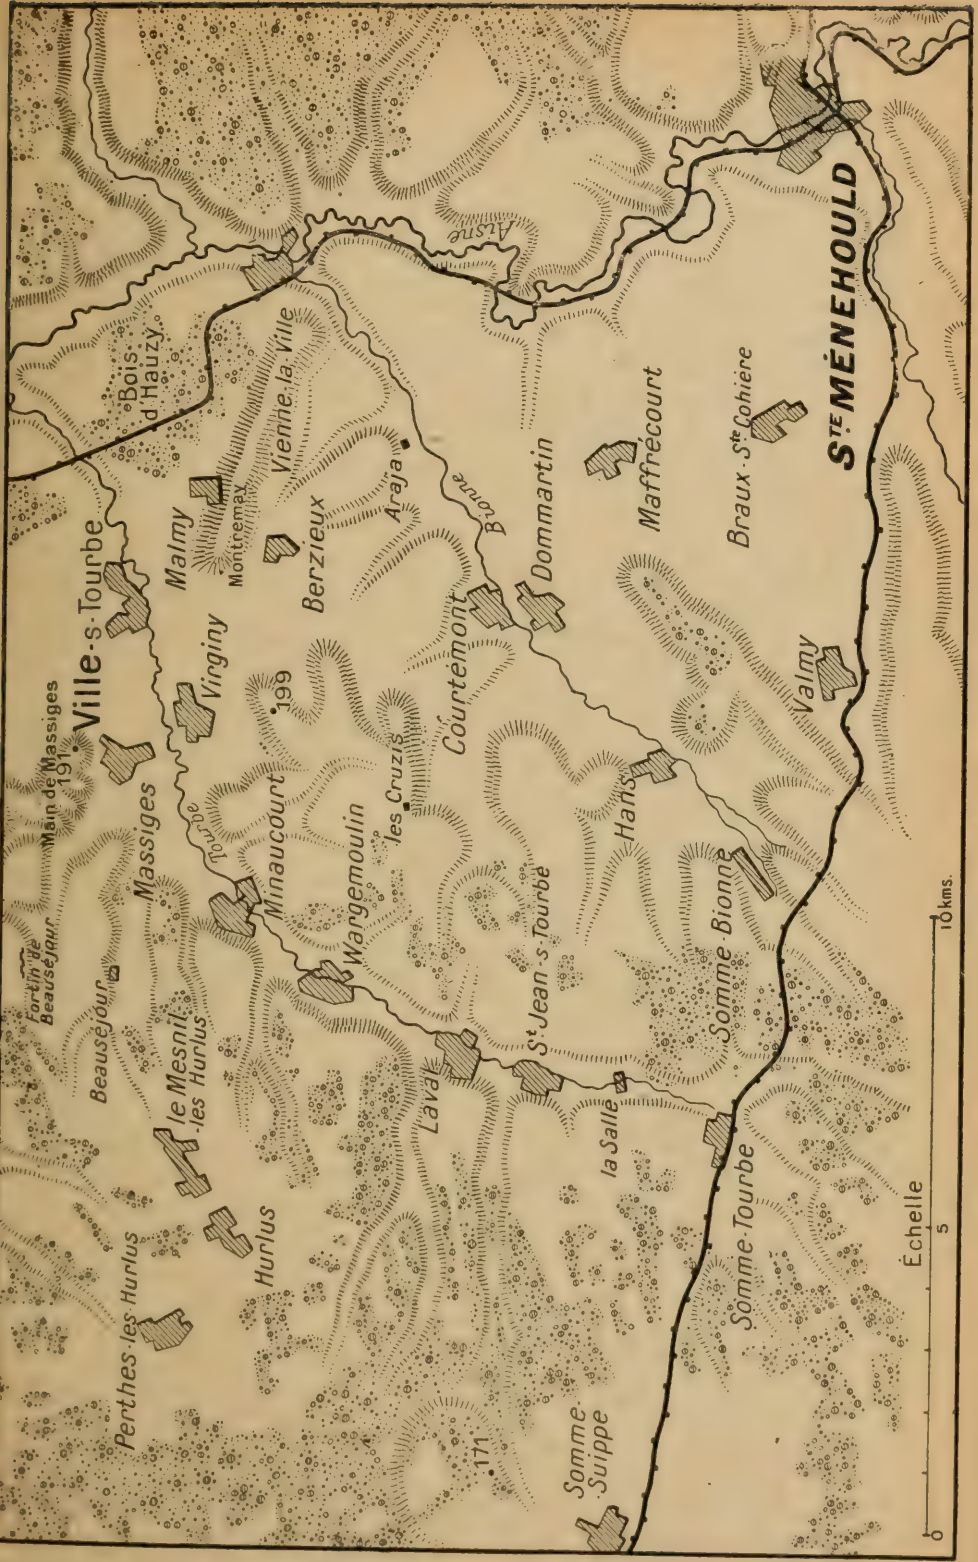 Main de Massiges
191
Ville-s-Tourbe
Bois
d'Hauzy
Fortin de
Beauséjour
Massiges
Virginy
Malmy
Montremay
Vienne la Ville
Beauséjour
Tourbe
Minaucourt
199
Berzieux
Araja
le Mesnil-
-les Hurlus
Wargemoulin
les Cruzis
Aisne
Perthes-les-Hurlus
Hurlus
Laval
Courtémont
Bionne
Dommartin
St Jean-s-Tourbe
Hans
Maffrécourt
171
la Salle
Somme-Bionne
Valmy
Braux-Ste Cohière
STE MÉNEHOULD
Somme-
Suippe
Somme-Tourbe
Échelle
0
5
10kms.